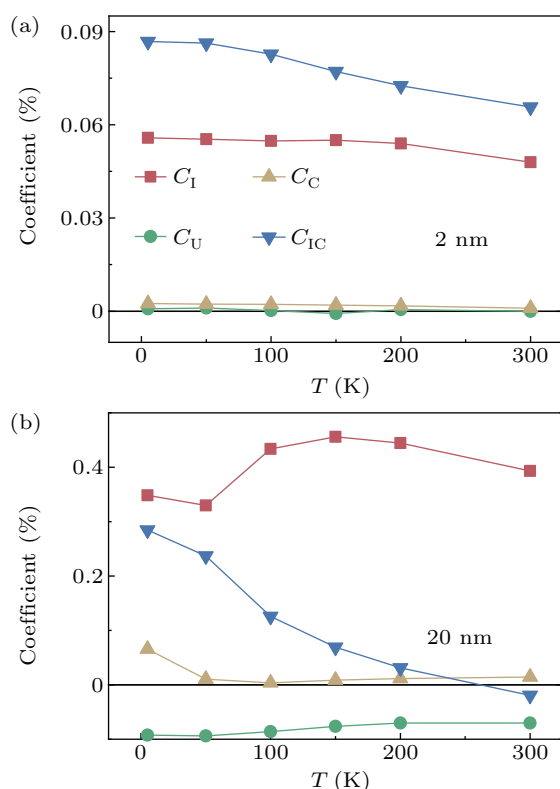 (a)
0.09
0.06
0.03
0
Coefficient (%)
C_I C_C
C_U C_IC
2 nm
0 100 200 300
T (K)
(b)
0.4
0.2
0
Coefficient (%)
20 nm
0 100 200 300
T (K)